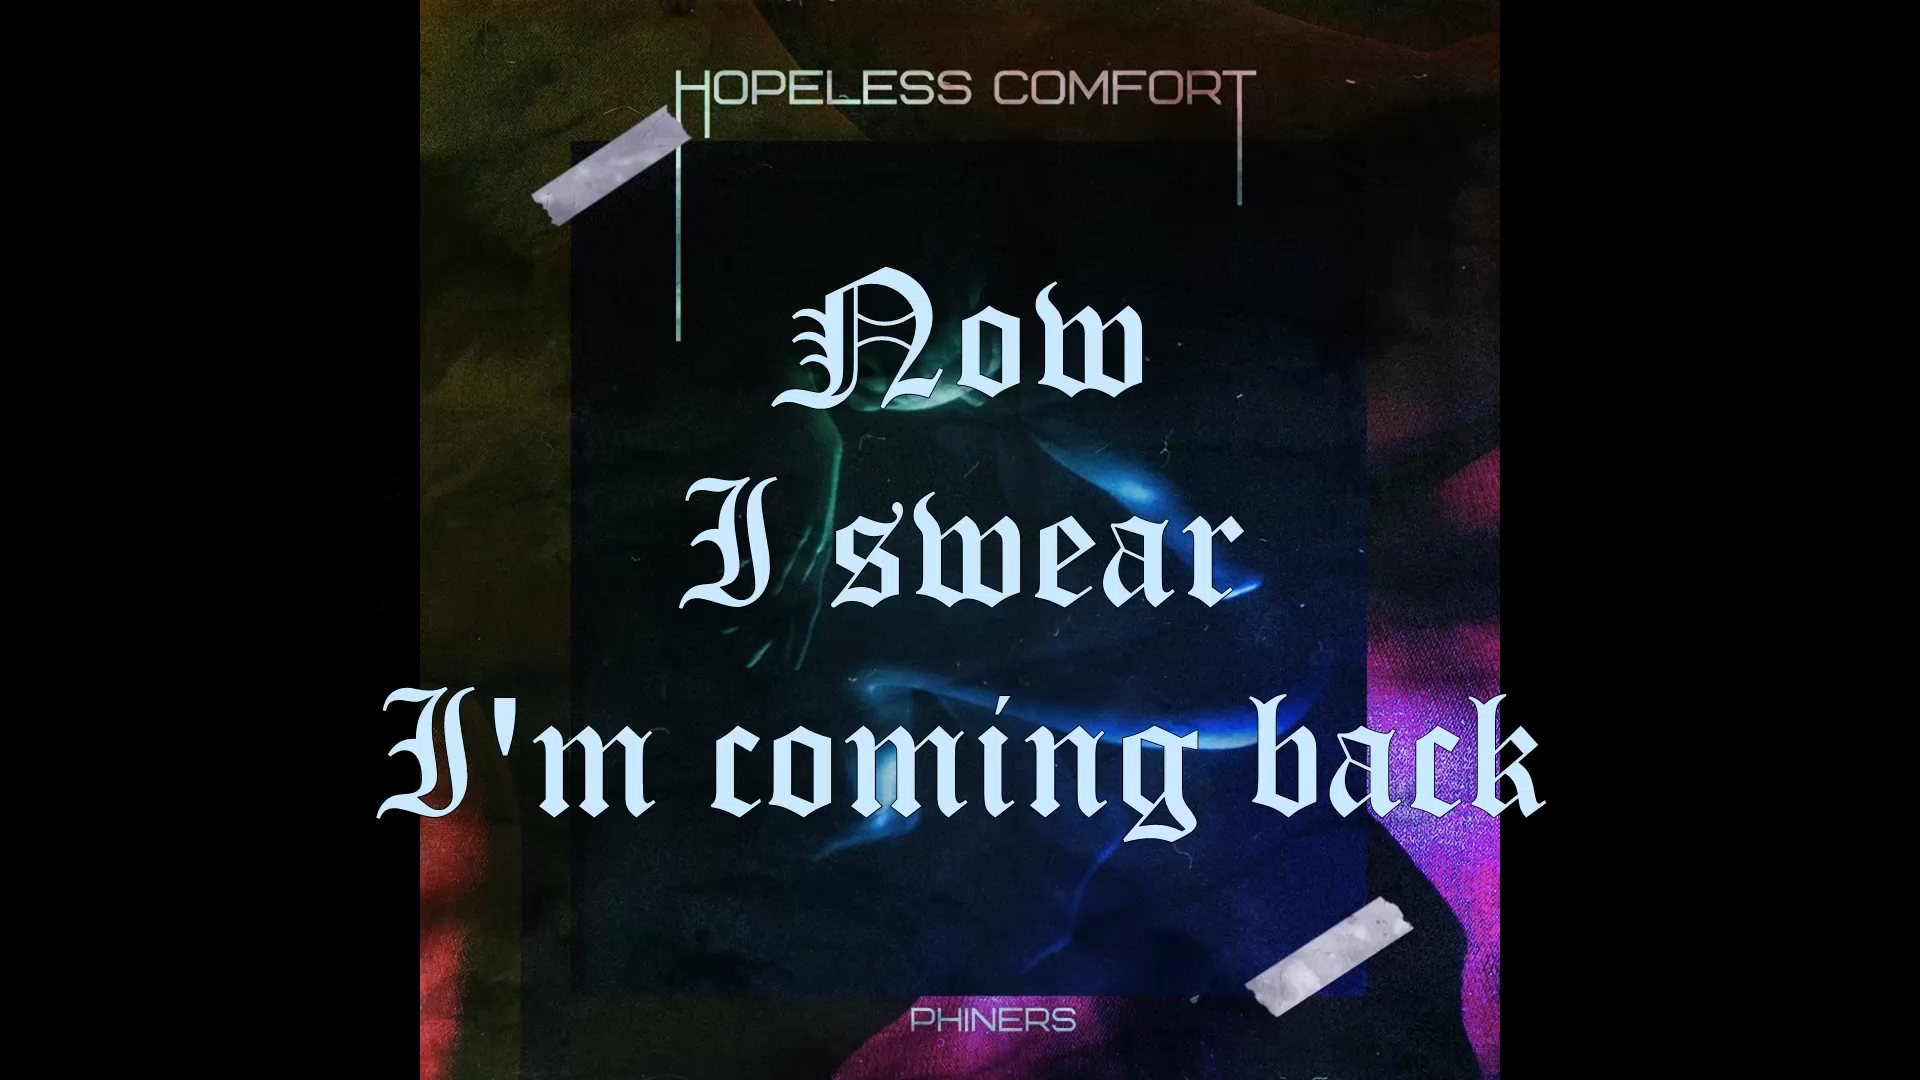 HOPELESS COMFORT
Now
I swear
I'm coming back
PHINERS